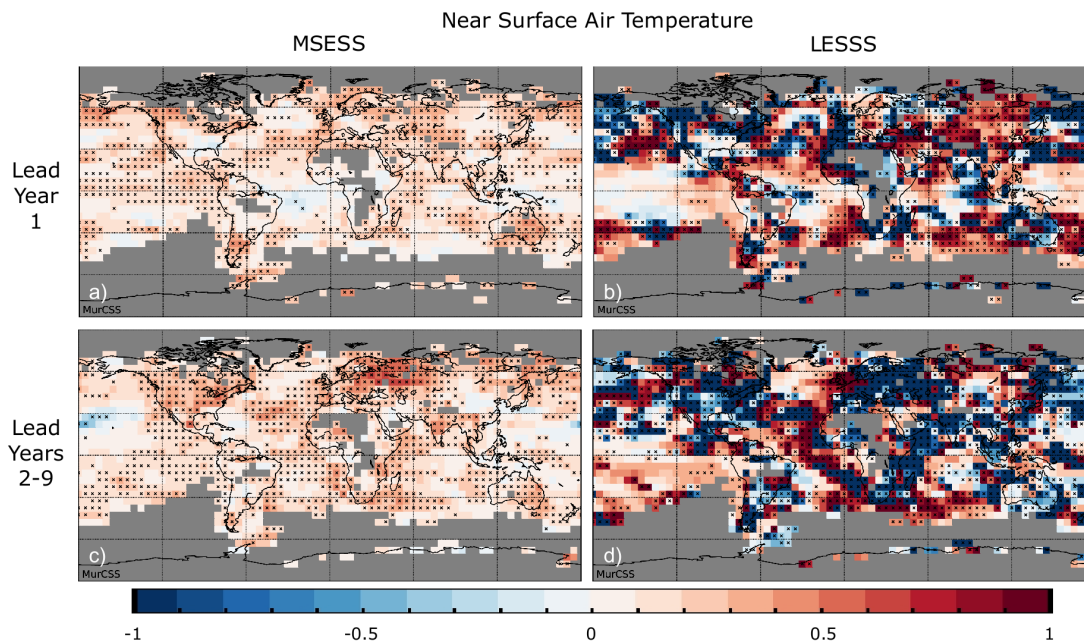 Near Surface Air Temperature
MSESS
LESSS
Lead
Year
1
a)
MurCSS
b)
MurCSS
Lead
Years
2-9
c)
MurCSS
d)
MurCSS
-1
-0.5
0
0.5
1